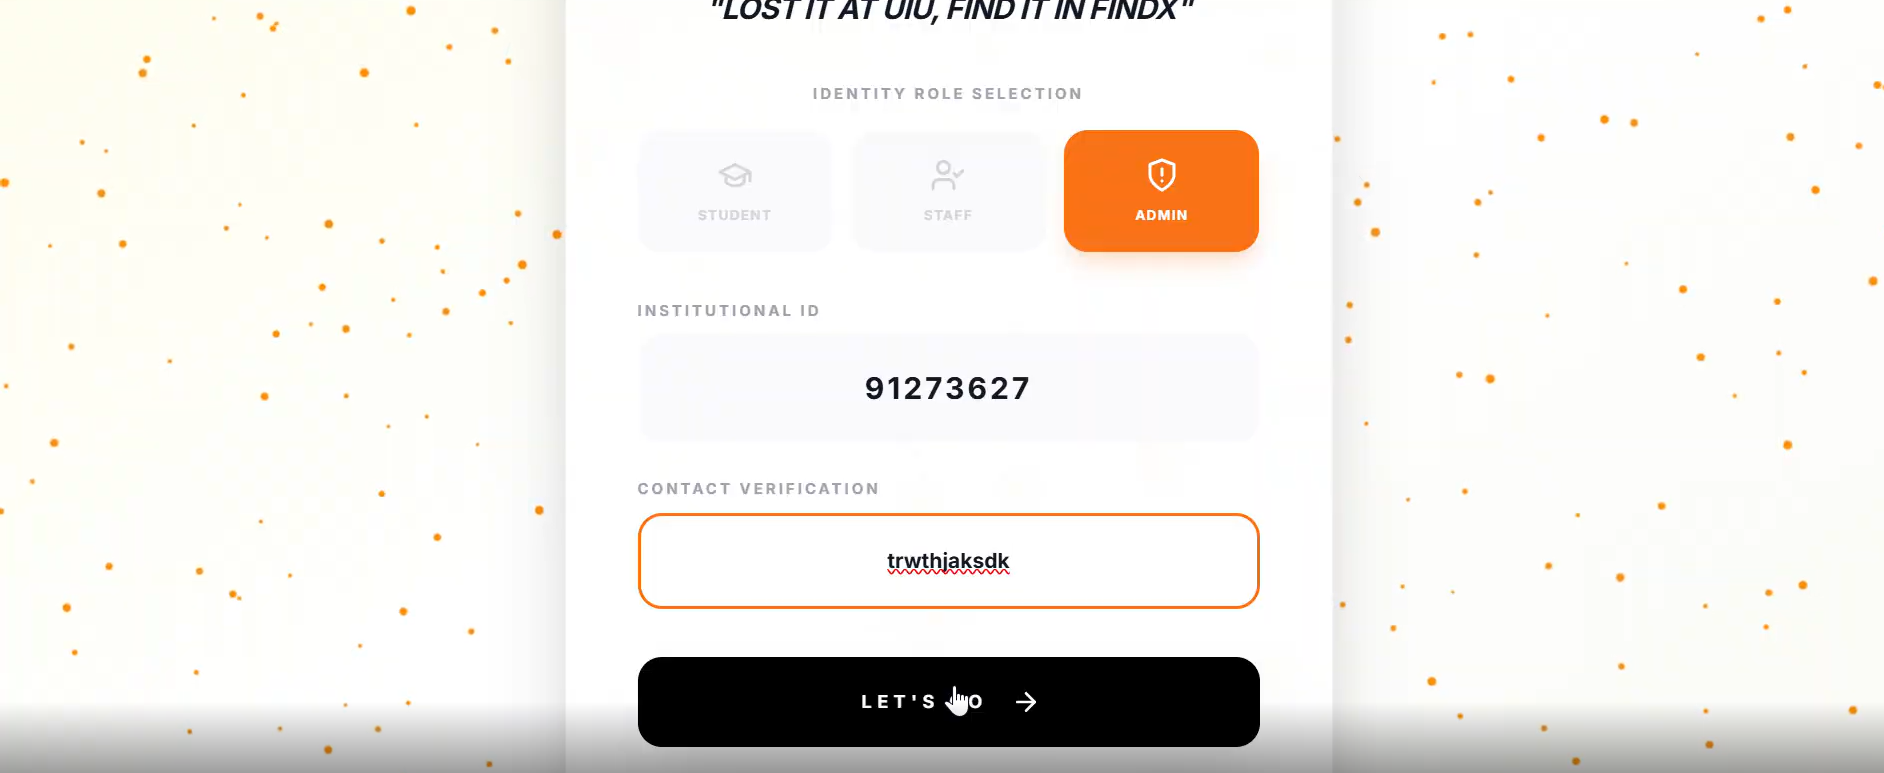 "LOST IT AT UIU, FIND IT IN FINDX"
IDENTITY ROLE SELECTION
STUDENT
STAFF
ADMIN
INSTITUTIONAL ID
91273627
CONTACT VERIFICATION
trwthjaksdk
LET'S